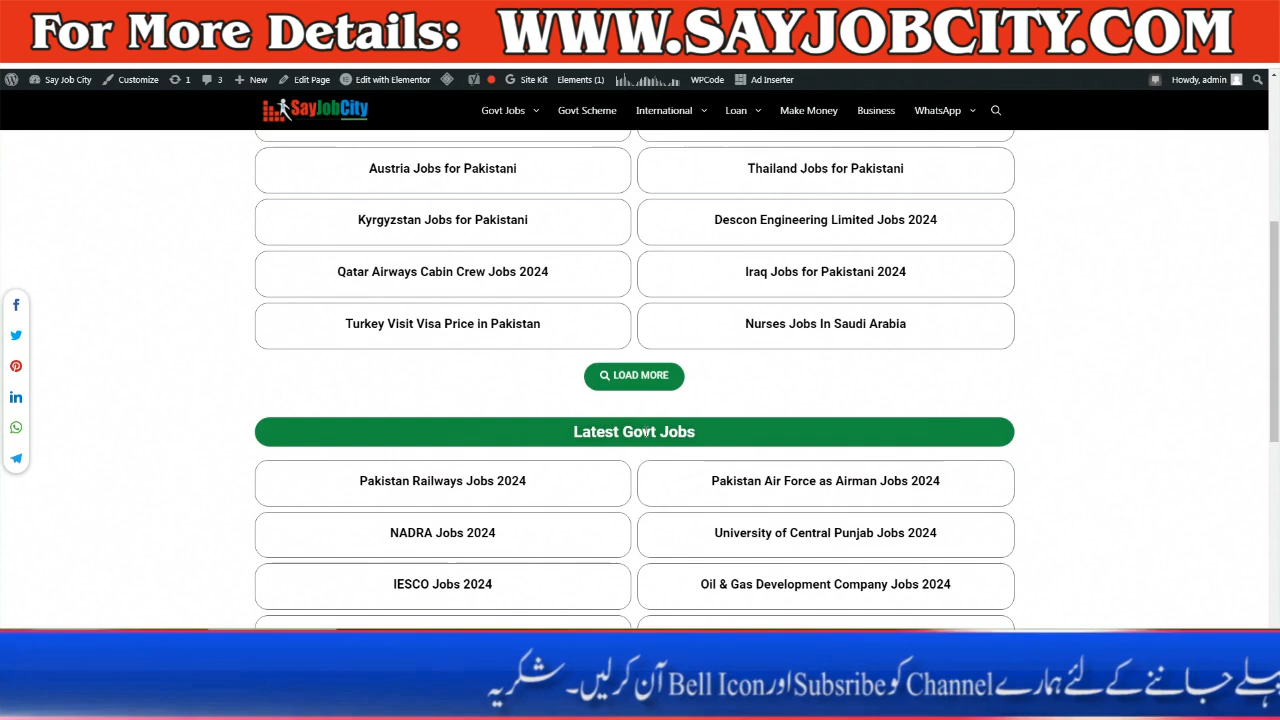 For More Details: WWW.SAYJOBCITY.COM
Say Job City Customize 1 3 New Edit Page Edit with Elementor Site Kit Elements (1) WPCode Ad Inserter Howdy, admin
SayJobCity Govt Jobs Govt Scheme International Loan Make Money Business WhatsApp
Austria Jobs for Pakistani
Thailand Jobs for Pakistani
Kyrgyzstan Jobs for Pakistani
Descon Engineering Limited Jobs 2024
Qatar Airways Cabin Crew Jobs 2024
Iraq Jobs for Pakistani 2024
Turkey Visit Visa Price in Pakistan
Nurses Jobs In Saudi Arabia
LOAD MORE
Latest Govt Jobs
Pakistan Railways Jobs 2024
Pakistan Air Force as Airman Jobs 2024
NADRA Jobs 2024
University of Central Punjab Jobs 2024
IESCO Jobs 2024
Oil & Gas Development Company Jobs 2024
پہلے جاننے کے لئے ہمارے Channel کو Subsribe اور Bell Icon آن کرلیں۔ شکریہ